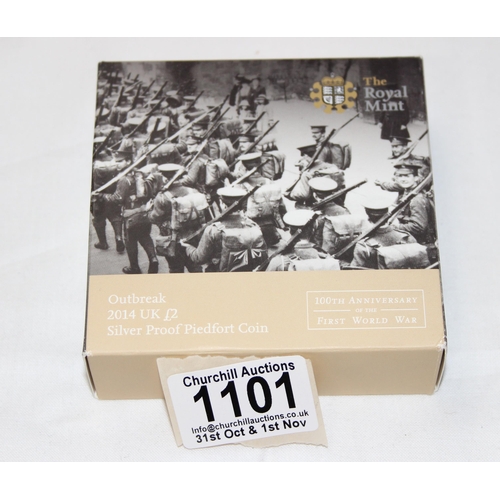 The
Royal
Mint
Outbreak
2014 UK £2
Silver Proof Piedfort Coin
100TH ANNIVERSARY
OF THE
FIRST WORLD WAR
Churchill Auctions
1101
Info@churchillauctions.co.uk
31st Oct & 1st Nov